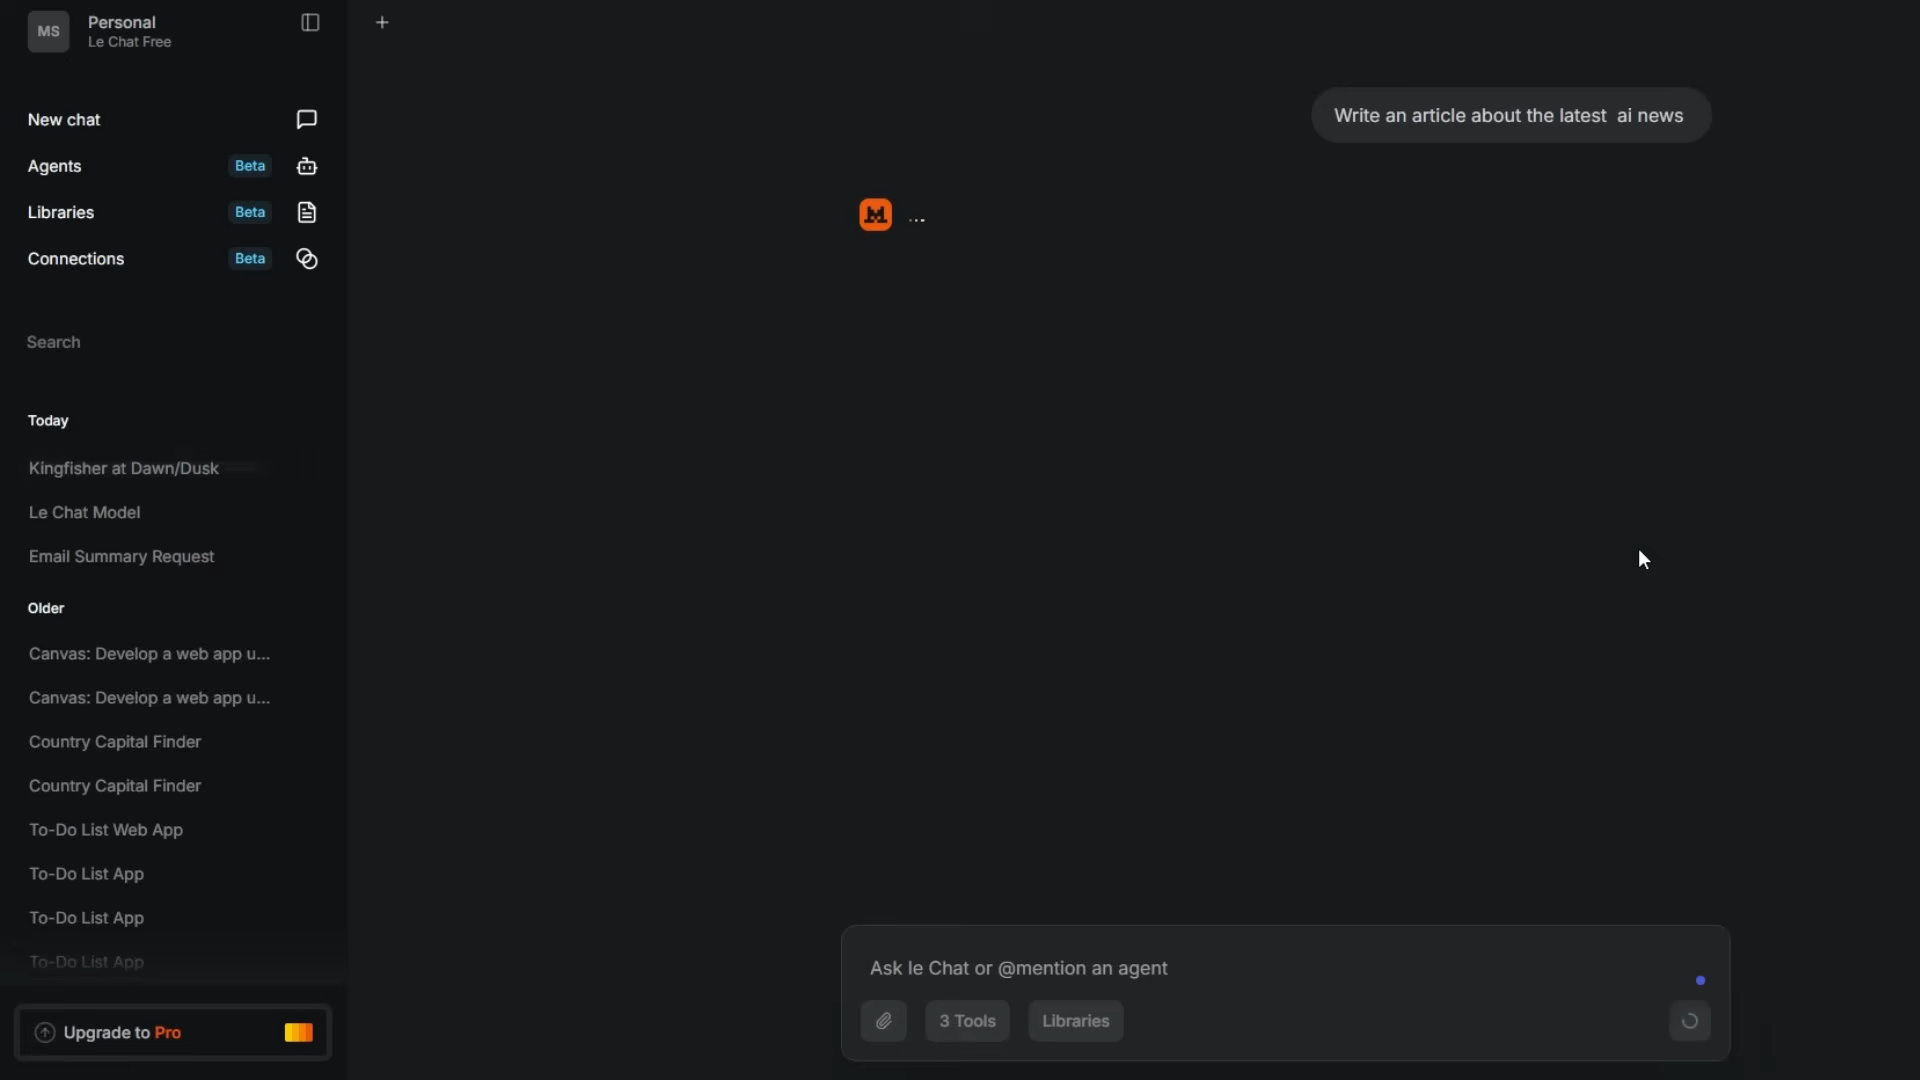 MS
Personal
Le Chat Free
New chat
Agents Beta
Libraries Beta
Connections Beta
Search
Today
Kingfisher at Dawn/Dusk
Le Chat Model
Email Summary Request
Older
Canvas: Develop a web app u...
Canvas: Develop a web app u...
Country Capital Finder
Country Capital Finder
To-Do List Web App
To-Do List App
To-Do List App
To-Do List App
Upgrade to Pro
Write an article about the latest  ai news
...
Ask le Chat or @mention an agent
3 Tools
Libraries